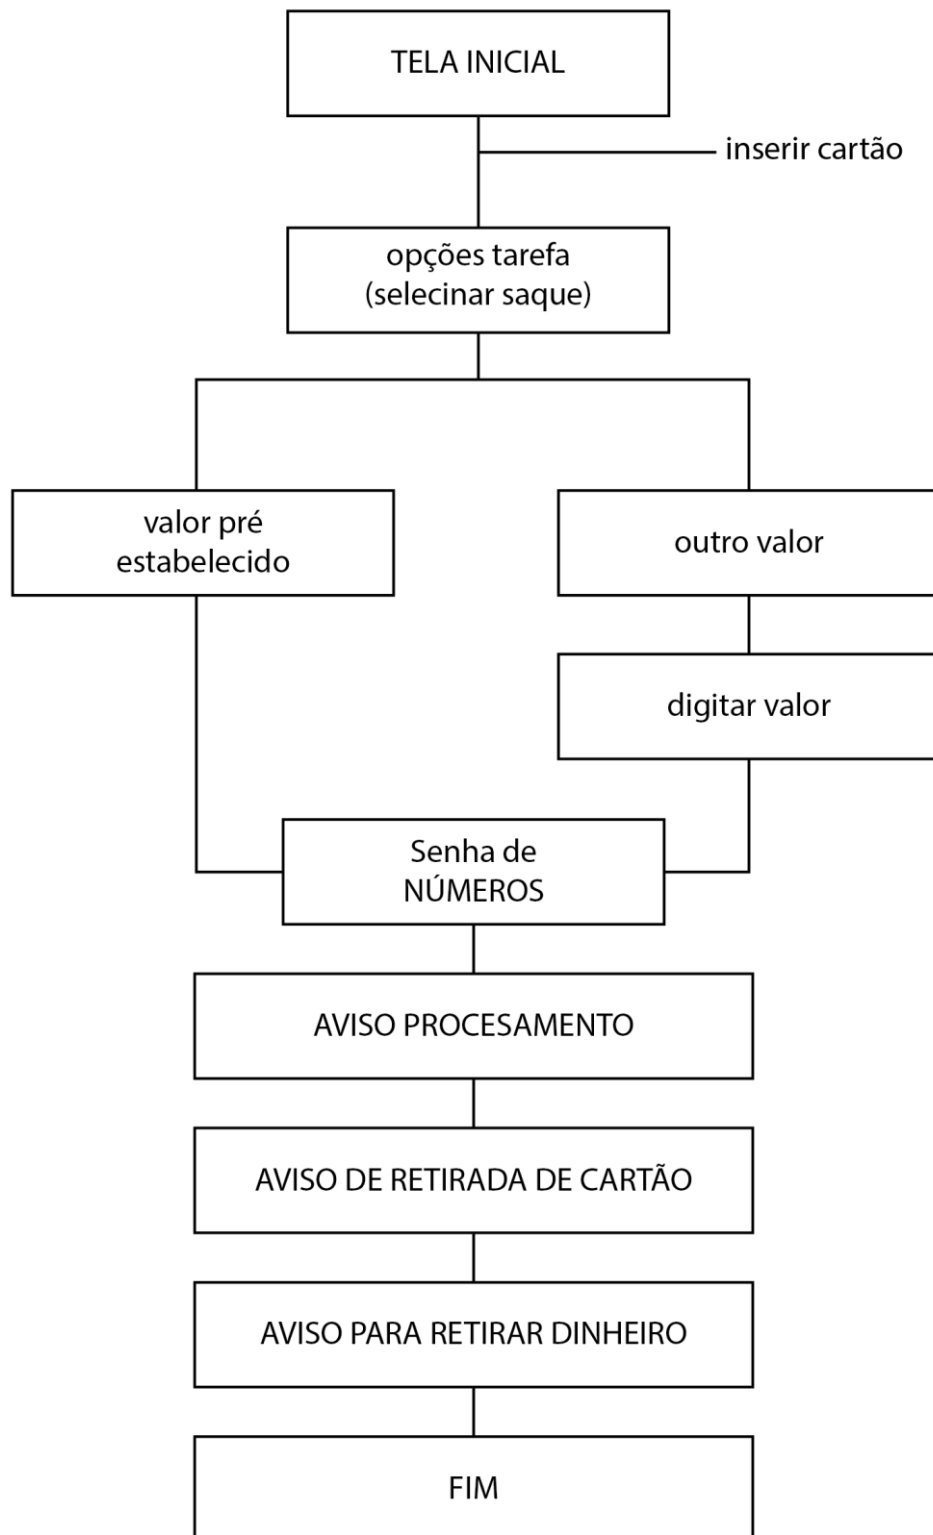 TELA INICIAL
inserir cartão
opções tarefa
(selecinar saque)
valor pré
estabelecido
outro valor
digitar valor
Senha de
NÚMEROS
AVISO PROCESAMENTO
AVISO DE RETIRADA DE CARTÃO
AVISO PARA RETIRAR DINHEIRO
FIM